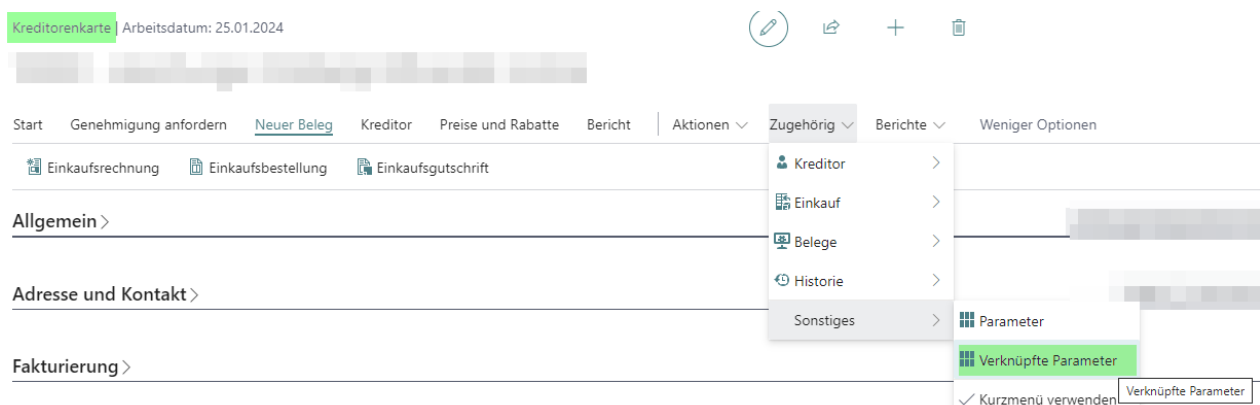 Kreditorenkarte | Arbeitsdatum: 25.01.2024
Start Genehmigung anfordern Neuer Beleg Kreditor Preise und Rabatte Bericht Aktionen Zugehörig Berichte Weniger Optionen
Einkaufsrechnung Einkaufsbestellung Einkaufsgutschrift
Kreditor
Einkauf
Allgemein
Belege
Historie
Adresse und Kontakt
Sonstiges
Parameter
Verknüpfte Parameter
Fakturierung
Verknüpfte Parameter
Kurzmenü verwenden